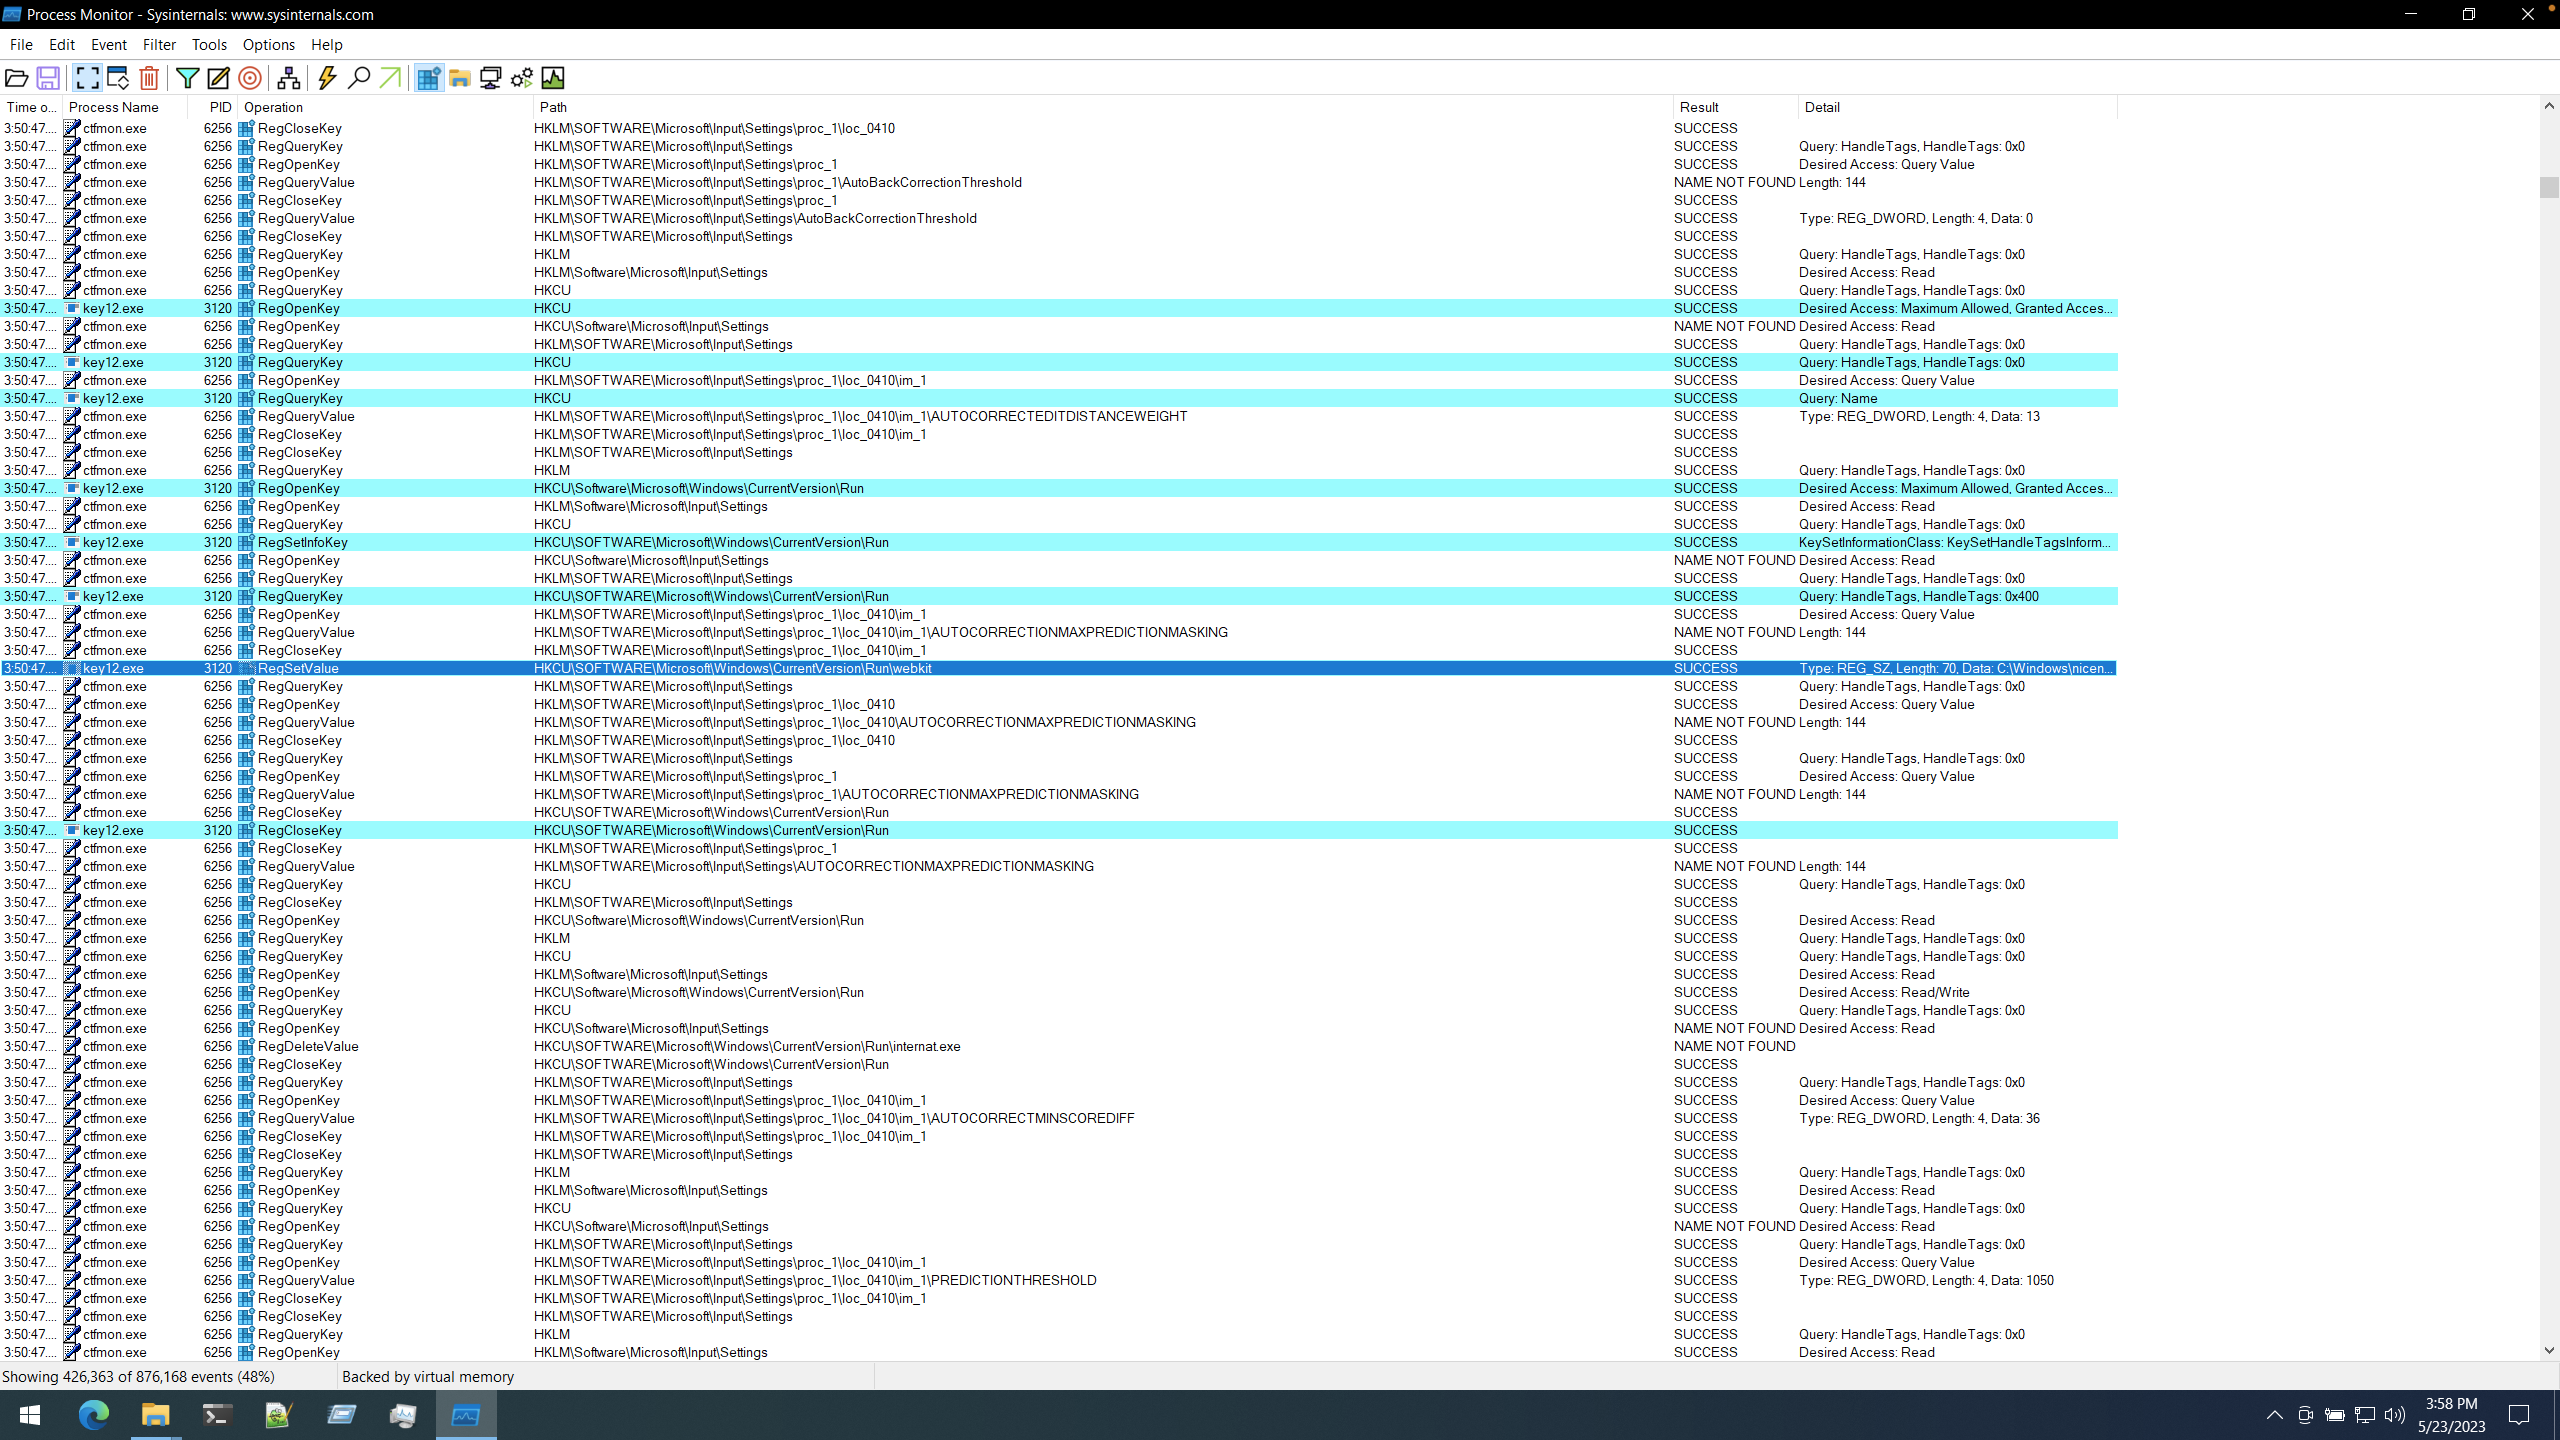 Process Monitor - Sysinternals: www.sysinternals.com
File Edit Event Filter Tools Options Help
Time o... Process Name PID Operation Path Result Detail
3:50:47.... ctfmon.exe 6256 RegCloseKey HKLM\SOFTWARE\Microsoft\Input\Settings\proc_1\loc_0410 SUCCESS
3:50:47.... ctfmon.exe 6256 RegQueryKey HKLM\SOFTWARE\Microsoft\Input\Settings SUCCESS Query: HandleTags, HandleTags: 0x0
3:50:47.... ctfmon.exe 6256 RegOpenKey HKLM\SOFTWARE\Microsoft\Input\Settings\proc_1 SUCCESS Desired Access: Query Value
3:50:47.... ctfmon.exe 6256 RegQueryValue HKLM\SOFTWARE\Microsoft\Input\Settings\proc_1\AutoBackCorrectionThreshold NAME NOT FOUND Length: 144
3:50:47.... ctfmon.exe 6256 RegCloseKey HKLM\SOFTWARE\Microsoft\Input\Settings\proc_1 SUCCESS
3:50:47.... ctfmon.exe 6256 RegQueryValue HKLM\SOFTWARE\Microsoft\Input\Settings\AutoBackCorrectionThreshold SUCCESS Type: REG_DWORD, Length: 4, Data: 0
3:50:47.... ctfmon.exe 6256 RegCloseKey HKLM\SOFTWARE\Microsoft\Input\Settings SUCCESS
3:50:47.... ctfmon.exe 6256 RegQueryKey HKLM SUCCESS Query: HandleTags, HandleTags: 0x0
3:50:47.... ctfmon.exe 6256 RegOpenKey HKLM\Software\Microsoft\Input\Settings SUCCESS Desired Access: Read
3:50:47.... ctfmon.exe 6256 RegQueryKey HKCU SUCCESS Query: HandleTags, HandleTags: 0x0
3:50:47.... key12.exe 3120 RegOpenKey HKCU SUCCESS Desired Access: Maximum Allowed, Granted Acces...
3:50:47.... ctfmon.exe 6256 RegOpenKey HKCU\Software\Microsoft\Input\Settings NAME NOT FOUND Desired Access: Read
3:50:47.... ctfmon.exe 6256 RegQueryKey HKLM\SOFTWARE\Microsoft\Input\Settings SUCCESS Query: HandleTags, HandleTags: 0x0
3:50:47.... key12.exe 3120 RegQueryKey HKCU SUCCESS Query: HandleTags, HandleTags: 0x0
3:50:47.... ctfmon.exe 6256 RegOpenKey HKLM\SOFTWARE\Microsoft\Input\Settings\proc_1\loc_0410\im_1 SUCCESS Desired Access: Query Value
3:50:47.... key12.exe 3120 RegQueryKey HKCU SUCCESS Query: Name
3:50:47.... ctfmon.exe 6256 RegQueryValue HKLM\SOFTWARE\Microsoft\Input\Settings\proc_1\loc_0410\im_1\AUTOCORRECTEDITDISTANCEWEIGHT SUCCESS Type: REG_DWORD, Length: 4, Data: 13
3:50:47.... ctfmon.exe 6256 RegCloseKey HKLM\SOFTWARE\Microsoft\Input\Settings\proc_1\loc_0410\im_1 SUCCESS
3:50:47.... ctfmon.exe 6256 RegCloseKey HKLM\SOFTWARE\Microsoft\Input\Settings SUCCESS
3:50:47.... ctfmon.exe 6256 RegQueryKey HKLM SUCCESS Query: HandleTags, HandleTags: 0x0
3:50:47.... key12.exe 3120 RegOpenKey HKCU\Software\Microsoft\Windows\CurrentVersion\Run SUCCESS Desired Access: Maximum Allowed, Granted Acces...
3:50:47.... ctfmon.exe 6256 RegOpenKey HKLM\Software\Microsoft\Input\Settings SUCCESS Desired Access: Read
3:50:47.... ctfmon.exe 6256 RegQueryKey HKCU SUCCESS Query: HandleTags, HandleTags: 0x0
3:50:47.... key12.exe 3120 RegSetInfoKey HKCU\SOFTWARE\Microsoft\Windows\CurrentVersion\Run SUCCESS KeySetInformationClass: KeySetHandleTagsInform...
3:50:47.... ctfmon.exe 6256 RegOpenKey HKCU\Software\Microsoft\Input\Settings NAME NOT FOUND Desired Access: Read
3:50:47.... ctfmon.exe 6256 RegQueryKey HKLM\SOFTWARE\Microsoft\Input\Settings SUCCESS Query: HandleTags, HandleTags: 0x0
3:50:47.... key12.exe 3120 RegQueryKey HKCU\SOFTWARE\Microsoft\Windows\CurrentVersion\Run SUCCESS Query: HandleTags, HandleTags: 0x400
3:50:47.... ctfmon.exe 6256 RegOpenKey HKLM\SOFTWARE\Microsoft\Input\Settings\proc_1\loc_0410\im_1 SUCCESS Desired Access: Query Value
3:50:47.... ctfmon.exe 6256 RegQueryValue HKLM\SOFTWARE\Microsoft\Input\Settings\proc_1\loc_0410\im_1\AUTOCORRECTIONMAXPREDICTIONMASKING NAME NOT FOUND Length: 144
3:50:47.... ctfmon.exe 6256 RegCloseKey HKLM\SOFTWARE\Microsoft\Input\Settings\proc_1\loc_0410\im_1 SUCCESS
3:50:47.... key12.exe 3120 RegSetValue HKCU\SOFTWARE\Microsoft\Windows\CurrentVersion\Run\webkit SUCCESS Type: REG_SZ, Length: 70, Data: C:\Windows\nicen...
3:50:47.... ctfmon.exe 6256 RegQueryKey HKLM\SOFTWARE\Microsoft\Input\Settings SUCCESS Query: HandleTags, HandleTags: 0x0
3:50:47.... ctfmon.exe 6256 RegOpenKey HKLM\SOFTWARE\Microsoft\Input\Settings\proc_1\loc_0410 SUCCESS Desired Access: Query Value
3:50:47.... ctfmon.exe 6256 RegQueryValue HKLM\SOFTWARE\Microsoft\Input\Settings\proc_1\loc_0410\AUTOCORRECTIONMAXPREDICTIONMASKING NAME NOT FOUND Length: 144
3:50:47.... ctfmon.exe 6256 RegCloseKey HKLM\SOFTWARE\Microsoft\Input\Settings\proc_1\loc_0410 SUCCESS
3:50:47.... ctfmon.exe 6256 RegQueryKey HKLM\SOFTWARE\Microsoft\Input\Settings SUCCESS Query: HandleTags, HandleTags: 0x0
3:50:47.... ctfmon.exe 6256 RegOpenKey HKLM\SOFTWARE\Microsoft\Input\Settings\proc_1 SUCCESS Desired Access: Query Value
3:50:47.... ctfmon.exe 6256 RegQueryValue HKLM\SOFTWARE\Microsoft\Input\Settings\proc_1\AUTOCORRECTIONMAXPREDICTIONMASKING NAME NOT FOUND Length: 144
3:50:47.... ctfmon.exe 6256 RegCloseKey HKCU\SOFTWARE\Microsoft\Windows\CurrentVersion\Run SUCCESS
3:50:47.... key12.exe 3120 RegCloseKey HKCU\SOFTWARE\Microsoft\Windows\CurrentVersion\Run SUCCESS
3:50:47.... ctfmon.exe 6256 RegCloseKey HKLM\SOFTWARE\Microsoft\Input\Settings\proc_1 SUCCESS
3:50:47.... ctfmon.exe 6256 RegQueryValue HKLM\SOFTWARE\Microsoft\Input\Settings\AUTOCORRECTIONMAXPREDICTIONMASKING NAME NOT FOUND Length: 144
3:50:47.... ctfmon.exe 6256 RegQueryKey HKCU SUCCESS Query: HandleTags, HandleTags: 0x0
3:50:47.... ctfmon.exe 6256 RegCloseKey HKLM\SOFTWARE\Microsoft\Input\Settings SUCCESS
3:50:47.... ctfmon.exe 6256 RegOpenKey HKCU\Software\Microsoft\Windows\CurrentVersion\Run SUCCESS Desired Access: Read
3:50:47.... ctfmon.exe 6256 RegQueryKey HKLM SUCCESS Query: HandleTags, HandleTags: 0x0
3:50:47.... ctfmon.exe 6256 RegQueryKey HKCU SUCCESS Query: HandleTags, HandleTags: 0x0
3:50:47.... ctfmon.exe 6256 RegOpenKey HKLM\Software\Microsoft\Input\Settings SUCCESS Desired Access: Read
3:50:47.... ctfmon.exe 6256 RegOpenKey HKCU\Software\Microsoft\Windows\CurrentVersion\Run SUCCESS Desired Access: Read/Write
3:50:47.... ctfmon.exe 6256 RegQueryKey HKCU SUCCESS Query: HandleTags, HandleTags: 0x0
3:50:47.... ctfmon.exe 6256 RegOpenKey HKCU\Software\Microsoft\Input\Settings NAME NOT FOUND Desired Access: Read
3:50:47.... ctfmon.exe 6256 RegDeleteValue HKCU\SOFTWARE\Microsoft\Windows\CurrentVersion\Run\internat.exe NAME NOT FOUND
3:50:47.... ctfmon.exe 6256 RegCloseKey HKCU\SOFTWARE\Microsoft\Windows\CurrentVersion\Run SUCCESS
3:50:47.... ctfmon.exe 6256 RegQueryKey HKLM\SOFTWARE\Microsoft\Input\Settings SUCCESS Query: HandleTags, HandleTags: 0x0
3:50:47.... ctfmon.exe 6256 RegOpenKey HKLM\SOFTWARE\Microsoft\Input\Settings\proc_1\loc_0410\im_1 SUCCESS Desired Access: Query Value
3:50:47.... ctfmon.exe 6256 RegQueryValue HKLM\SOFTWARE\Microsoft\Input\Settings\proc_1\loc_0410\im_1\AUTOCORRECTMINSCOREDIFF SUCCESS Type: REG_DWORD, Length: 4, Data: 36
3:50:47.... ctfmon.exe 6256 RegCloseKey HKLM\SOFTWARE\Microsoft\Input\Settings\proc_1\loc_0410\im_1 SUCCESS
3:50:47.... ctfmon.exe 6256 RegCloseKey HKLM\SOFTWARE\Microsoft\Input\Settings SUCCESS
3:50:47.... ctfmon.exe 6256 RegQueryKey HKLM SUCCESS Query: HandleTags, HandleTags: 0x0
3:50:47.... ctfmon.exe 6256 RegOpenKey HKLM\Software\Microsoft\Input\Settings SUCCESS Desired Access: Read
3:50:47.... ctfmon.exe 6256 RegQueryKey HKCU SUCCESS Query: HandleTags, HandleTags: 0x0
3:50:47.... ctfmon.exe 6256 RegOpenKey HKCU\Software\Microsoft\Input\Settings NAME NOT FOUND Desired Access: Read
3:50:47.... ctfmon.exe 6256 RegQueryKey HKLM\SOFTWARE\Microsoft\Input\Settings SUCCESS Query: HandleTags, HandleTags: 0x0
3:50:47.... ctfmon.exe 6256 RegOpenKey HKLM\SOFTWARE\Microsoft\Input\Settings\proc_1\loc_0410\im_1 SUCCESS Desired Access: Query Value
3:50:47.... ctfmon.exe 6256 RegQueryValue HKLM\SOFTWARE\Microsoft\Input\Settings\proc_1\loc_0410\im_1\PREDICTIONTHRESHOLD SUCCESS Type: REG_DWORD, Length: 4, Data: 1050
3:50:47.... ctfmon.exe 6256 RegCloseKey HKLM\SOFTWARE\Microsoft\Input\Settings\proc_1\loc_0410\im_1 SUCCESS
3:50:47.... ctfmon.exe 6256 RegCloseKey HKLM\SOFTWARE\Microsoft\Input\Settings SUCCESS
3:50:47.... ctfmon.exe 6256 RegQueryKey HKLM SUCCESS Query: HandleTags, HandleTags: 0x0
3:50:47.... ctfmon.exe 6256 RegOpenKey HKLM\Software\Microsoft\Input\Settings SUCCESS Desired Access: Read
Showing 426,363 of 876,168 events (48%) Backed by virtual memory
3:58 PM
5/23/2023